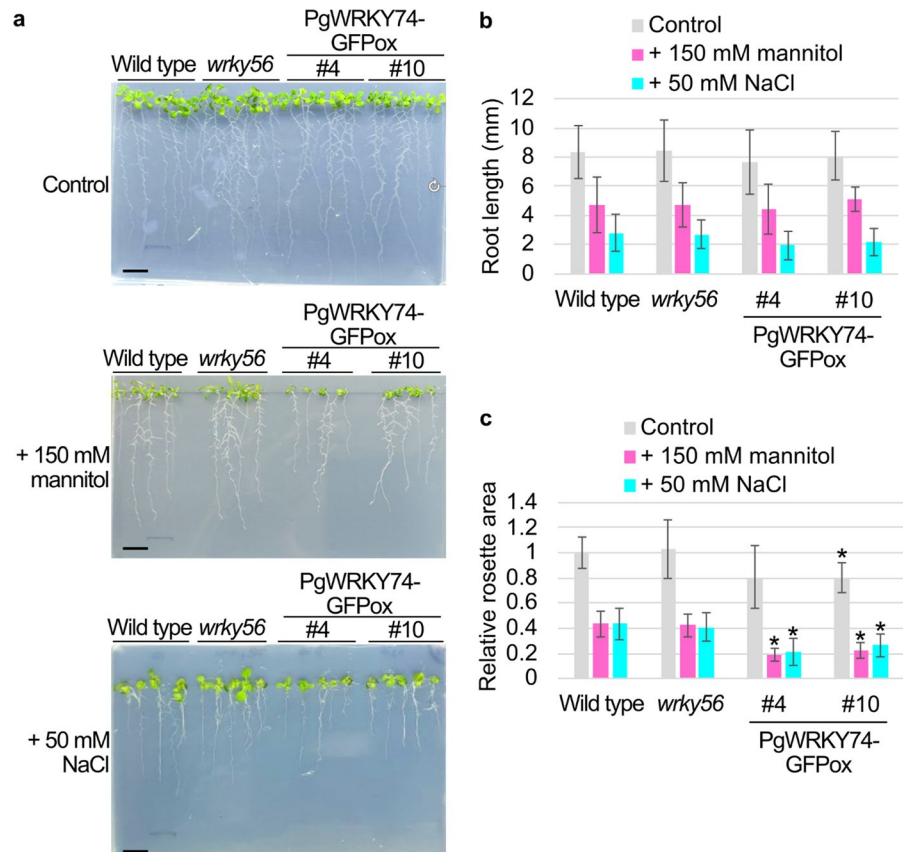 a
PgWRKY74-
GFPox
Wild type wrky56 #4 #10
Control
PgWRKY74-
GFPox
Wild type wrky56 #4 #10
+ 150 mM
mannitol
PgWRKY74-
GFPox
Wild type wrky56 #4 #10
+ 50 mM
NaCl
b
Control
+ 150 mM mannitol
+ 50 mM NaCl
Root length (mm)
12
10
8
6
4
2
0
Wild type wrky56 #4 #10
PgWRKY74-
GFPox
c
Control
+ 150 mM mannitol
+ 50 mM NaCl
Relative rosette area
1.4
1.2
1
0.8
0.6
0.4
0.2
0
* * * * *
Wild type wrky56 #4 #10
PgWRKY74-
GFPox